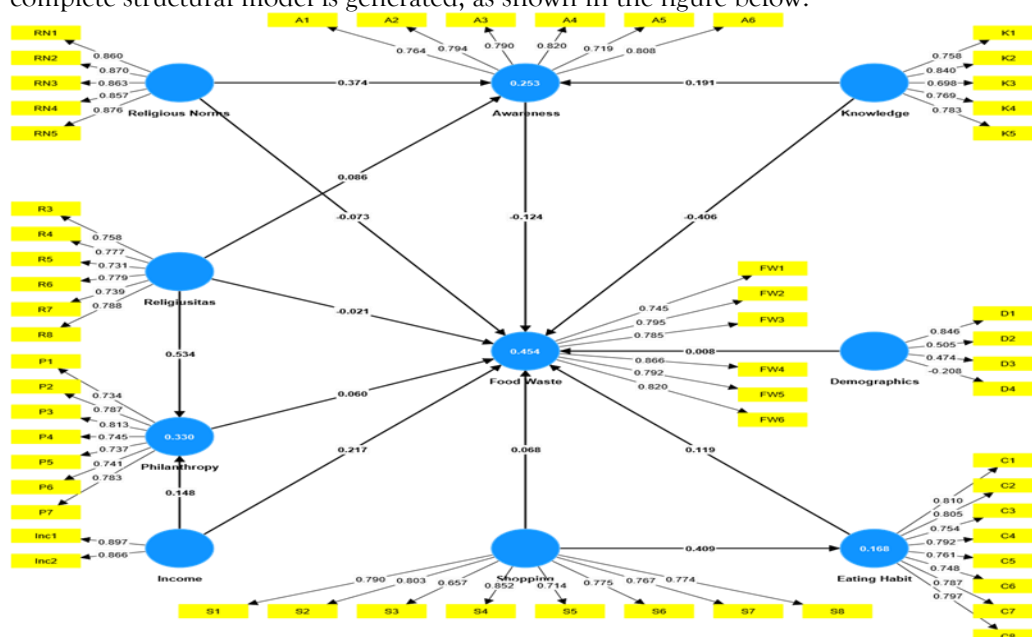 complete structural model is generated, as shown in the figure below.
A1 A2 A3 A4 A5 A6
RN1
RN2
RN3
RN4
RN5
0.860
0.870
0.863
0.857
0.876
Religious Norms
0.764 0.794 0.790 0.820 0.719 0.808
0.374
0.253
Awareness
0.191
K1
K2
K3
K4
K5
0.758
0.840
0.698
0.769
0.783
Knowledge
0.086
-0.073
-0.124
-0.406
R3
R4
R5
R6
R7
R8
0.758
0.777
0.731
0.779
0.739
0.788
Religiusitas
-0.021
0.534
FW1
FW2
FW3
FW4
FW5
FW6
0.745
0.795
0.785
0.866
0.792
0.820
0.454
Food Waste
0.008
D1
D2
D3
D4
0.846
0.505
0.474
-0.208
Demographics
P1
P2
P3
P4
P5
P6
P7
0.734
0.787
0.813
0.745
0.737
0.741
0.783
0.330
Philanthropy
0.060
0.148
0.217
0.068
0.119
Inc1
Inc2
0.897
0.866
Income
Shopping
0.409
0.168
Eating Habit
C1
C2
C3
C4
C5
C6
C7
C8
0.810
0.805
0.754
0.792
0.761
0.748
0.787
0.797
0.790 0.803 0.657 0.852 0.714 0.775 0.767 0.774
S1 S2 S3 S4 S5 S6 S7 S8